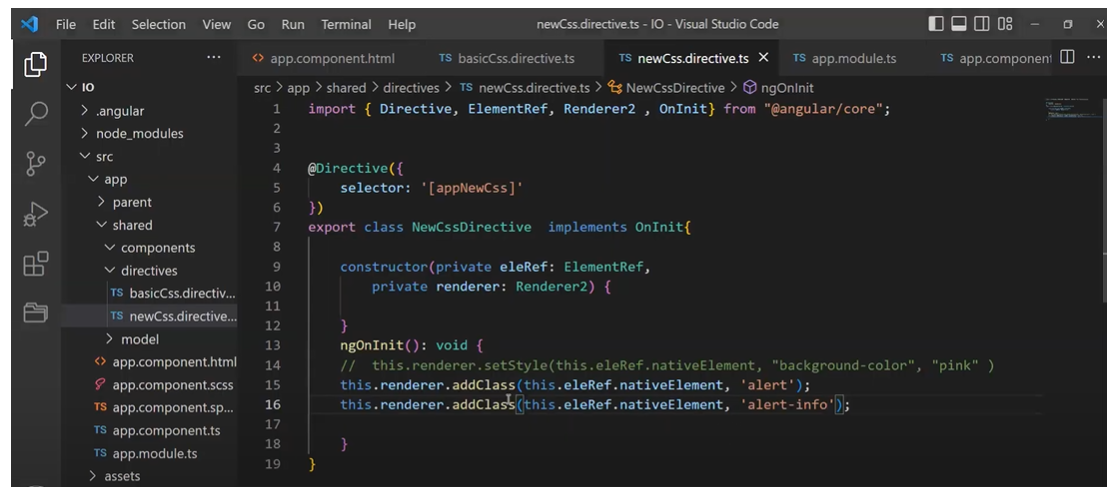 File Edit Selection View Go Run Terminal Help newCss.directive.ts - IO - Visual Studio Code
EXPLORER ··· <> app.component.html TS basicCss.directive.ts TS newCss.directive.ts × TS app.module.ts TS app.component ···
src > app > shared > directives > TS newCss.directive.ts > NewCssDirective > ngOnInit
IO
.angular
node_modules
src
app
parent
shared
components
directives
TS basicCss.directiv...
TS newCss.directive...
model
<> app.component.html
app.component.scss
TS app.component.sp...
TS app.component.ts
TS app.module.ts
assets
1 import { Directive, ElementRef, Renderer2 , OnInit} from "@angular/core";
2
3
4 @Directive({
5 selector: '[appNewCss]'
6 })
7 export class NewCssDirective  implements OnInit{
8
9 constructor(private eleRef: ElementRef,
10 private renderer: Renderer2) {
11
12 }
13 ngOnInit(): void {
14 //  this.renderer.setStyle(this.eleRef.nativeElement, "background-color", "pink" )
15 this.renderer.addClass(this.eleRef.nativeElement, 'alert');
16 this.renderer.addClass(this.eleRef.nativeElement, 'alert-info');
17
18 }
19 }